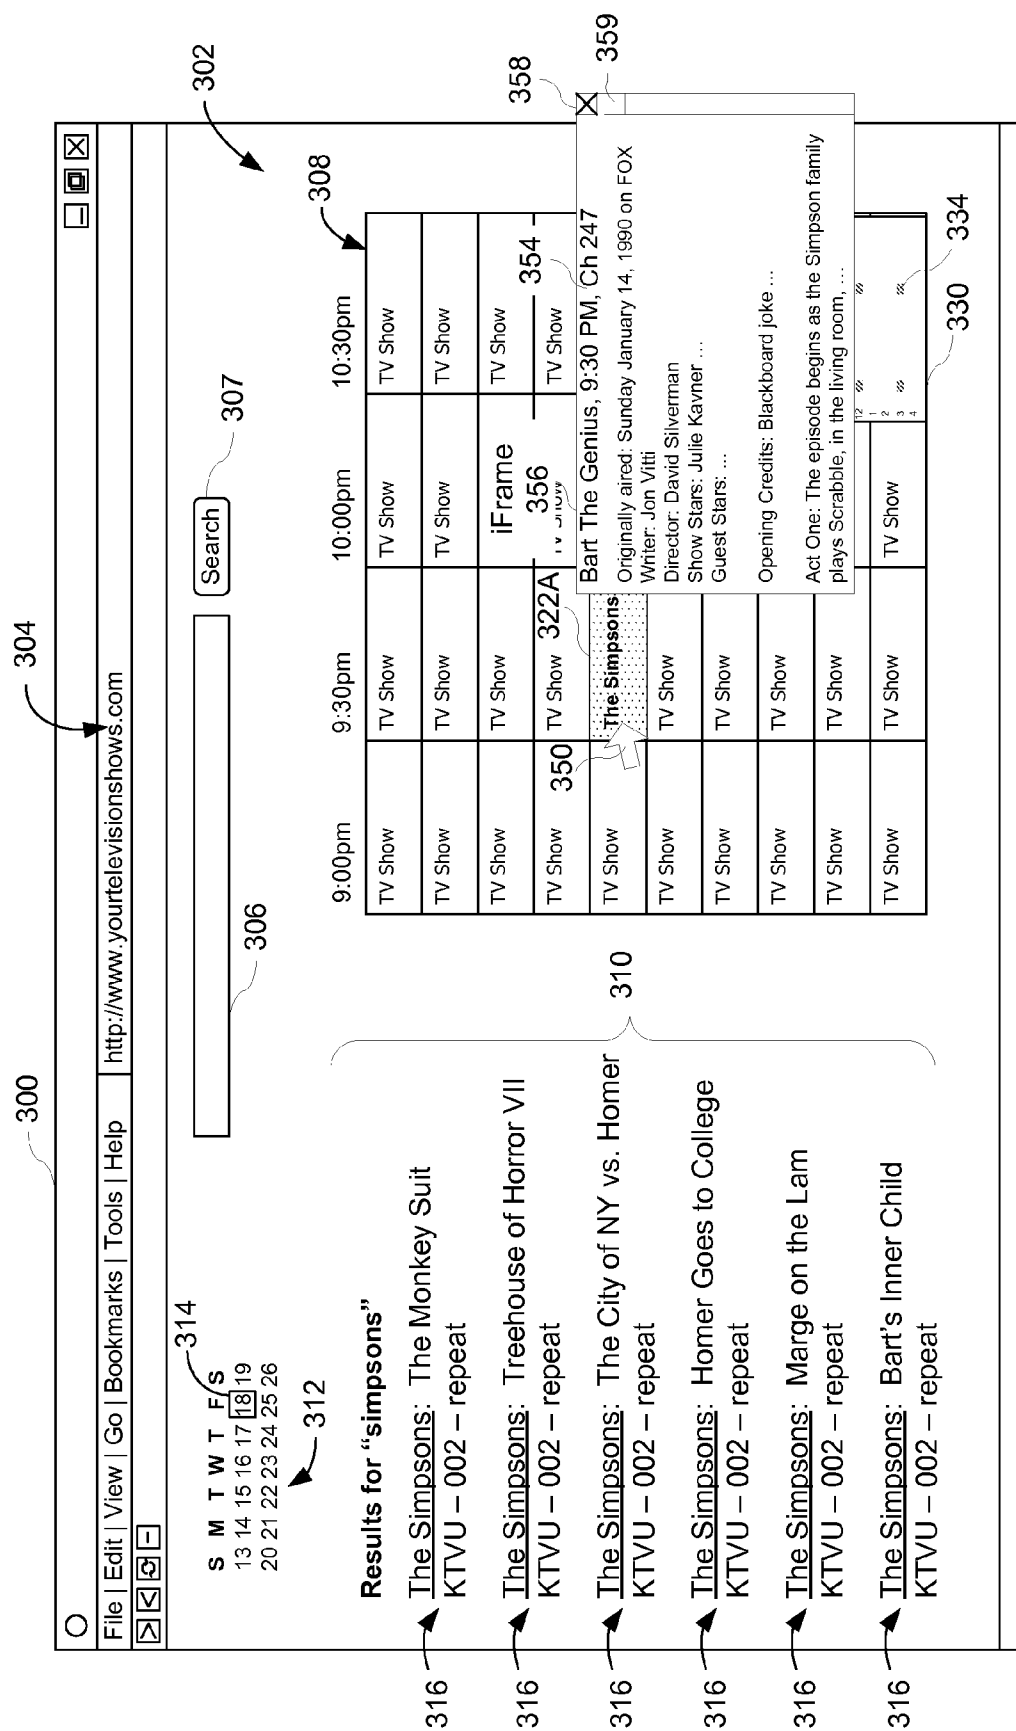 300
304
302
File | Edit | View | Go | Bookmarks | Tools | Help
http://www.yourtelevisionshows.com
314
S M T W T F S
13 14 15 16 17 18 19
20 21 22 23 24 25 26
312
306
Search
307
308
Results for “simpsons”
316 The Simpsons: The Monkey Suit
KTVU – 002 – repeat
316 The Simpsons: Treehouse of Horror VII
KTVU – 002 – repeat
316 The Simpsons: The City of NY vs. Homer
KTVU – 002 – repeat
316 The Simpsons: Homer Goes to College
KTVU – 002 – repeat
316 The Simpsons: Marge on the Lam
KTVU – 002 – repeat
316 The Simpsons: Bart's Inner Child
KTVU – 002 – repeat
310
9:00pm 9:30pm 10:00pm 10:30pm
TV Show TV Show TV Show TV Show
TV Show TV Show TV Show TV Show
TV Show TV Show iFrame TV Show
TV Show TV Show Show TV Show
350 322A 356 354 358
359
TV Show The Simpsons
TV Show TV Show
TV Show TV Show
TV Show TV Show
TV Show TV Show
TV Show TV Show TV Show
Bart The Genius, 9:30 PM, Ch 247
Originally aired: Sunday January 14, 1990 on FOX
Writer: Jon Vitti
Director: David Silverman
Show Stars: Julie Kavner ...
Guest Stars: ...
Opening Credits: Blackboard joke ...
Act One: The episode begins as the Simpson family
plays Scrabble, in the living room, ...
12
1
2
3
4
330
334